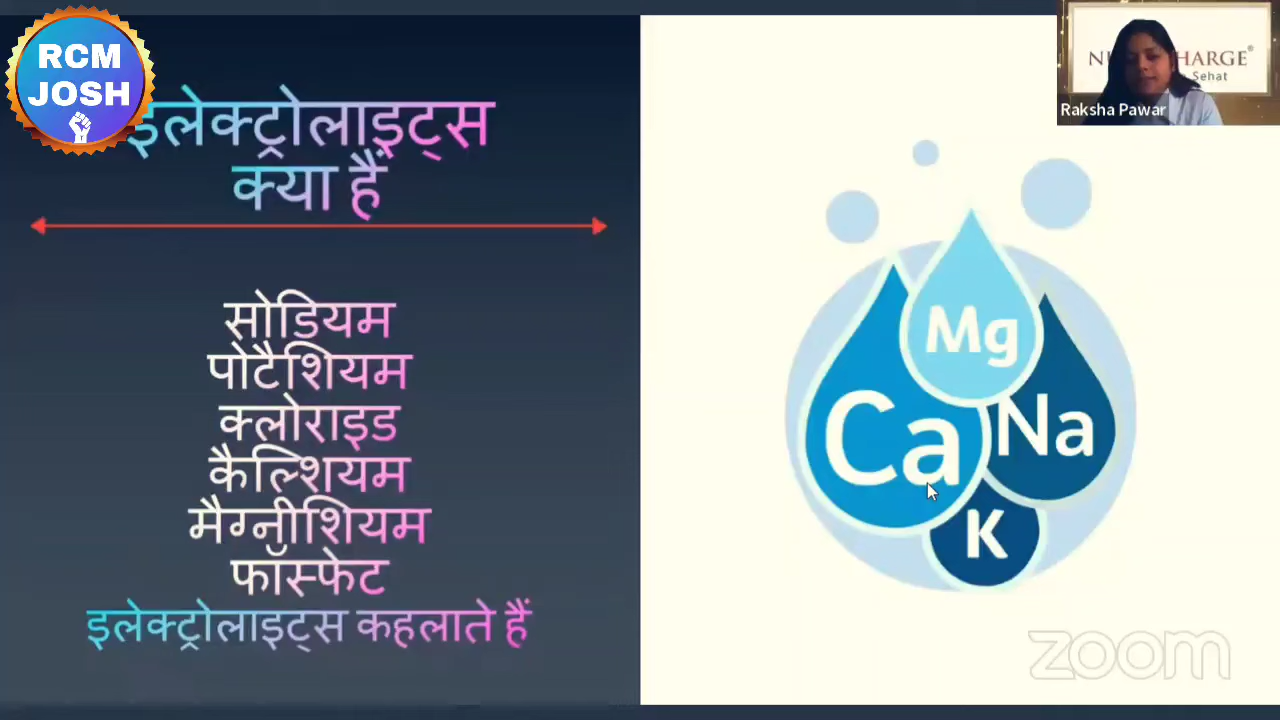 RCM
JOSH
इलेक्ट्रोलाइट्स
क्या हैं
सोडियम
पोटैशियम
क्लोराइड
कैल्शियम
मैग्नीशियम
फॉस्फेट
इलेक्ट्रोलाइट्स कहलाते हैं
HARGE®
Sehat
Raksha Pawar
Mg
Ca
Na
K
zoom